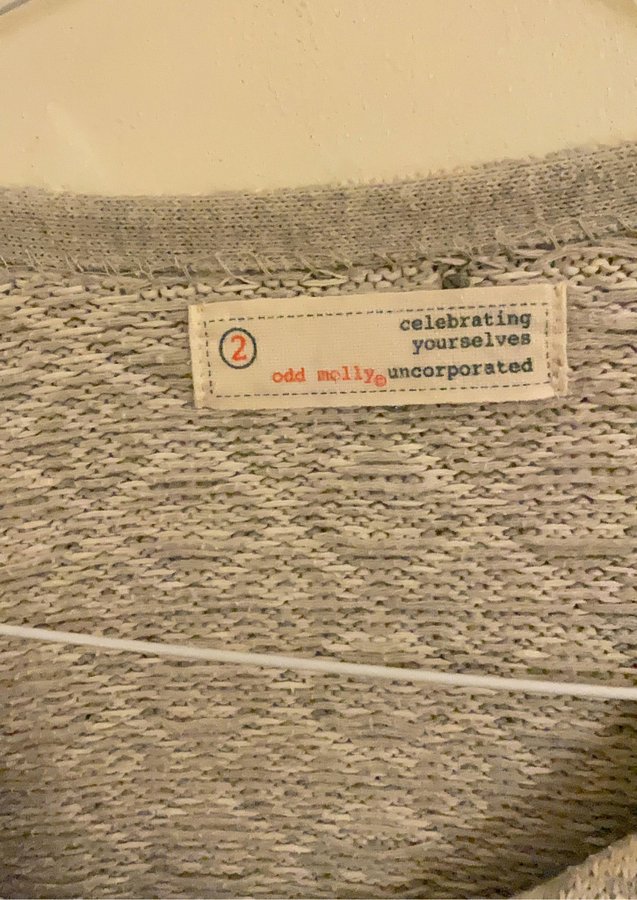 2
celebrating
yourselves
odd molly© uncorporated